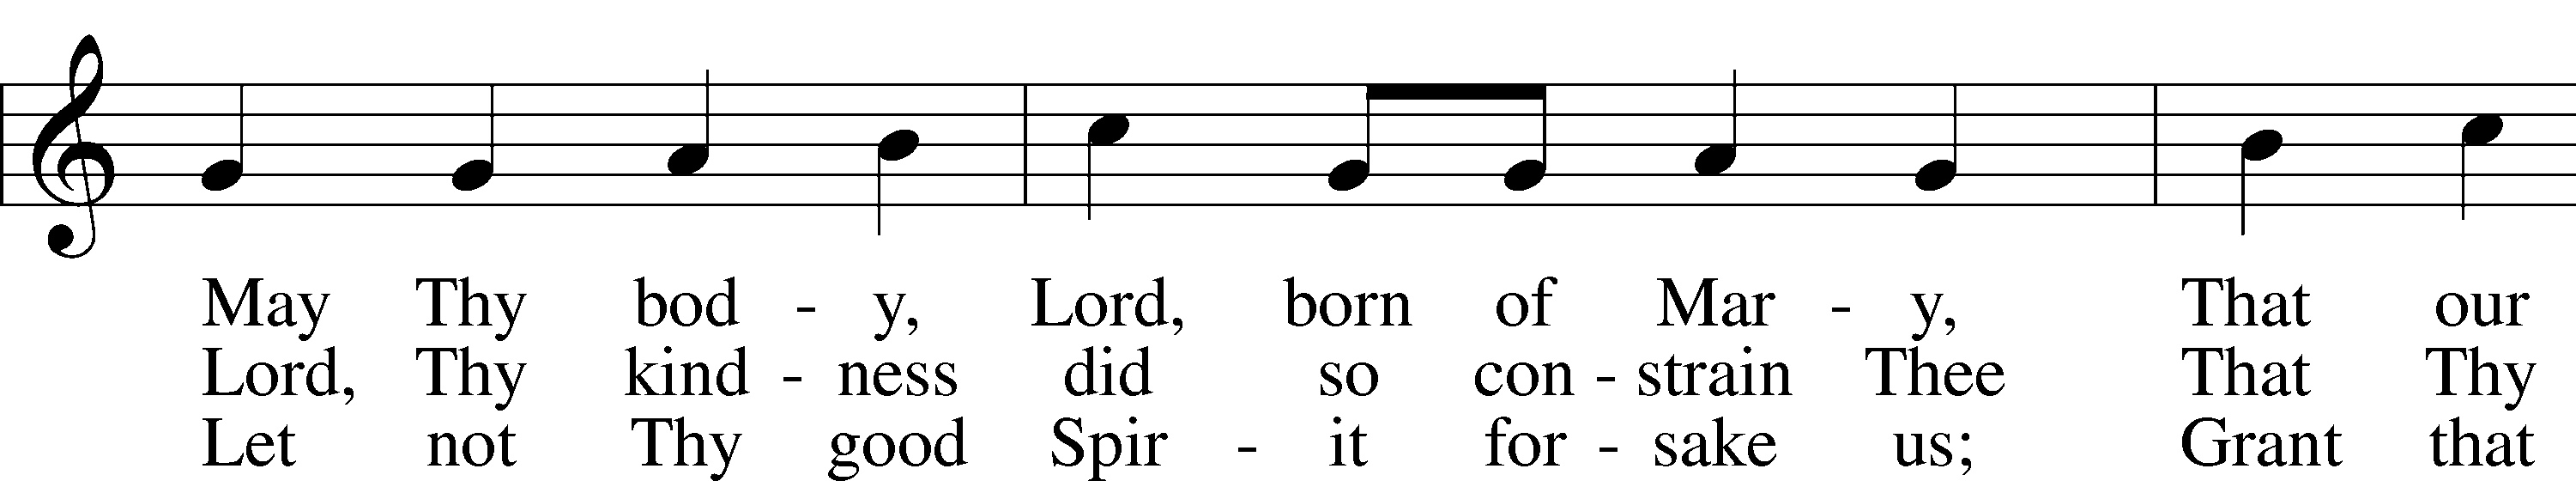 May Thy bod - y, Lord, born of Mar - y, That our
Lord, Thy kind - ness did so con - strain Thee That Thy
Let not Thy good Spir - it for - sake us; Grant that